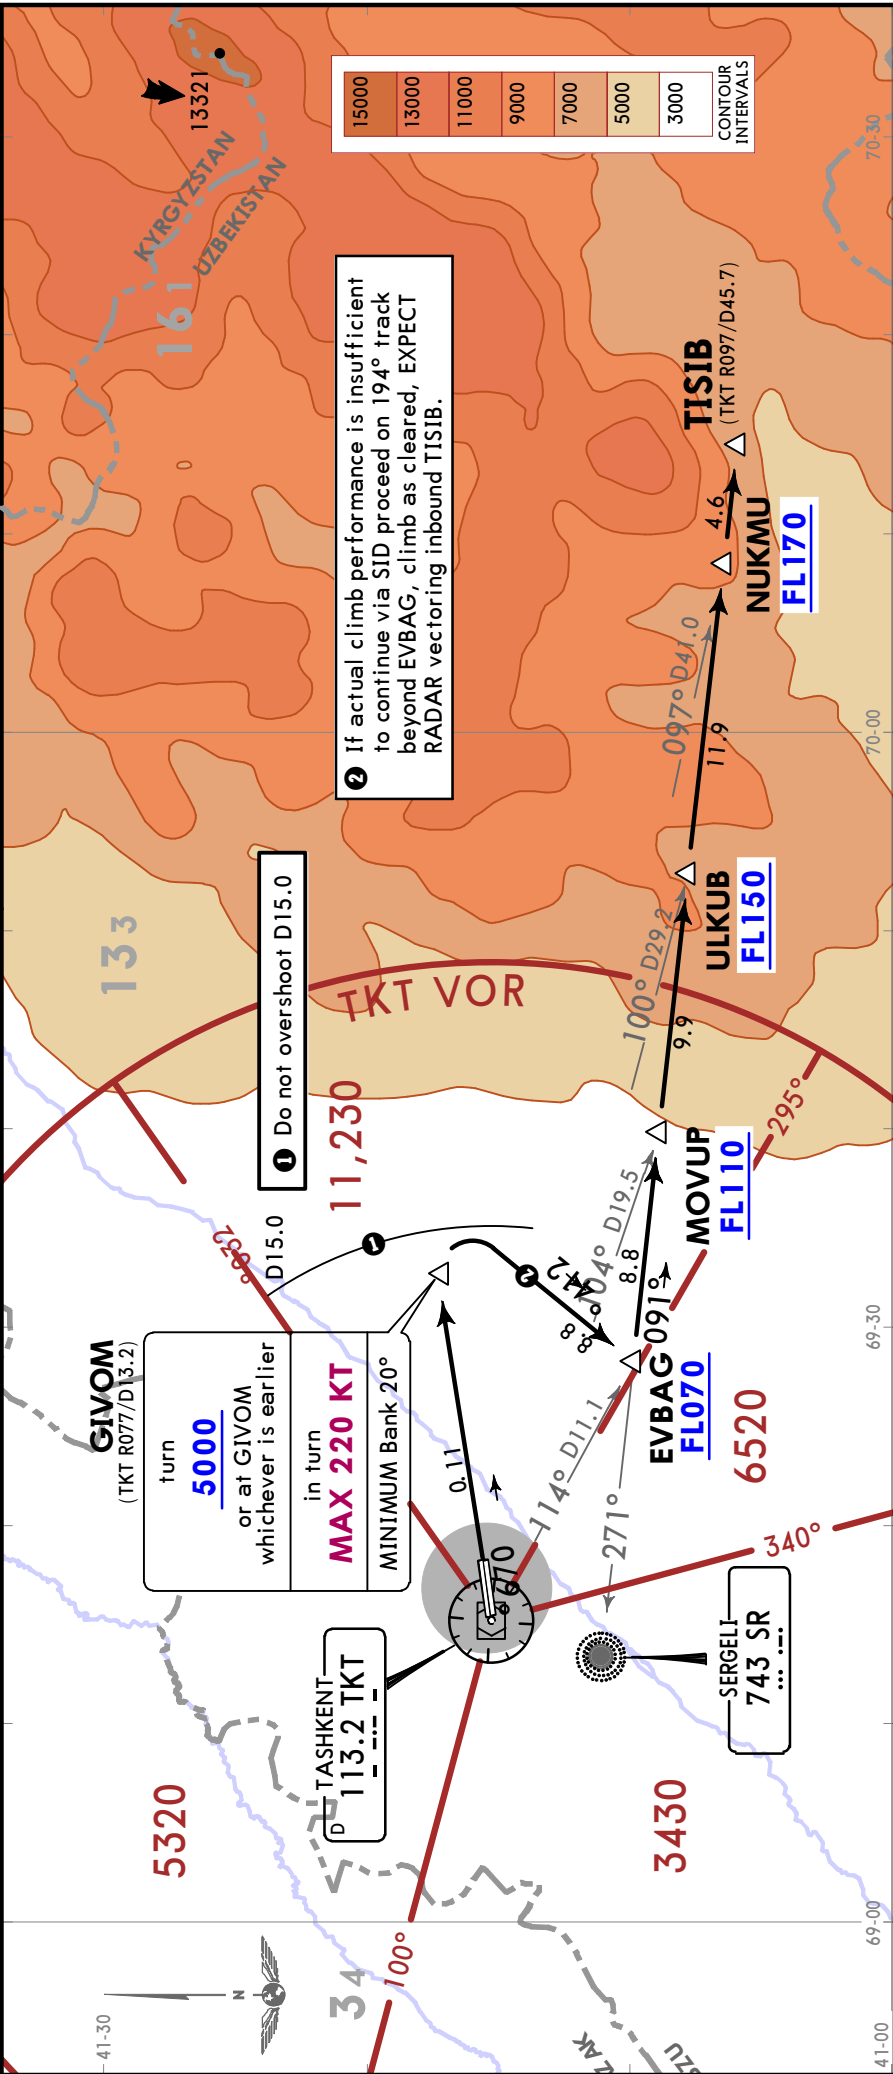 13321
KYRGYZSTAN
UZBEKISTAN
161
15000
13000
11000
9000
7000
5000
3000
CONTOUR
INTERVALS
70-30
❷ If actual climb performance is insufficient
to continue via SID proceed on 194° track
beyond EVBAG, climb as cleared, EXPECT
RADAR vectoring inbound TISIB.
TISIB
(TKT R097/D45.7)
4.6
NUKMU
FL170
097° D41.0
11.9
70-00
133
❶ Do not overshoot D15.0
TKT VOR
100° D29.2
ULKUB
FL150
9.9
11,230
295°
MOVUP
FL110
104° D19.5
8.8
091°
052°
D15.0
1
2
8.8
GIVOM
(TKT R077/D13.2)
turn
5000
or at GIVOM
whichever is earlier
in turn
MAX 220 KT
MINIMUM Bank 20°
69-30
EVBAG
FL070
114° D11.1
271°
6520
340°
670
TASHKENT
D 113.2 TKT
SERGELI
743 SR
5320
3430
100°
34
N
69-00
41-30
41-00